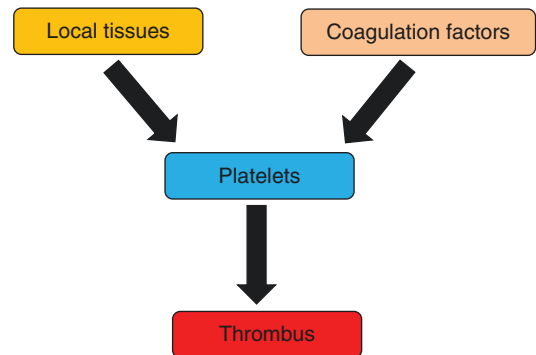 Local tissues
Coagulation factors
Platelets
Thrombus